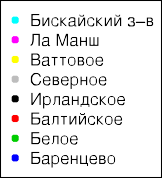 Бискайский з–в
Ла Манш
Ваттовое
Северное
Ирландское
Балтийское
Белое
Баренцево